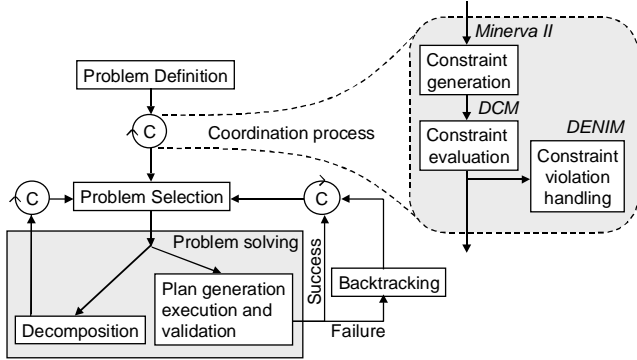 Minerva II
Constraint
generation
DCM
Constraint
evaluation
DENIM
Constraint
violation
handling
Problem Definition
C
Coordination process
C
Problem Selection
C
Problem solving
Success
Plan generation
execution and
validation
Backtracking
Decomposition
Failure